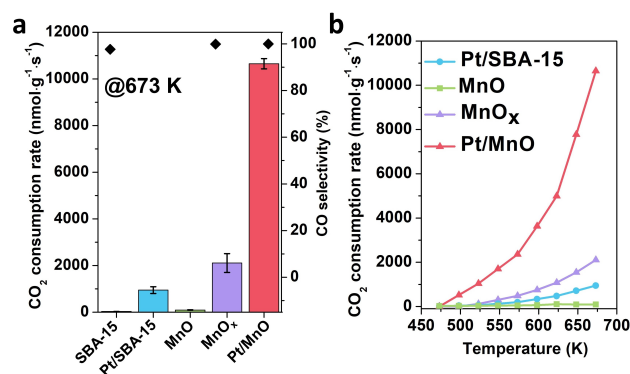 a
@673 K
CO2 consumption rate (nmol·g⁻¹·s⁻¹)
12000
10000
8000
6000
4000
2000
0
100
80
60
40
20
0
CO selectivity (%)
SBA-15
Pt/SBA-15
MnO
MnOx
Pt/MnO
b
Pt/SBA-15
MnO
MnOx
Pt/MnO
CO2 consumption rate (nmol·g⁻¹·s⁻¹)
12000
10000
8000
6000
4000
2000
0
450 500 550 600 650 700
Temperature (K)